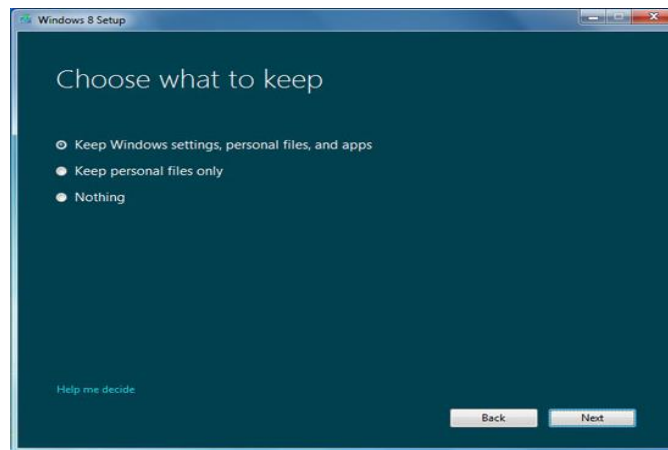 Windows 8 Setup
Choose what to keep
Keep Windows settings, personal files, and apps
Keep personal files only
Nothing
Help me decide
Back
Next